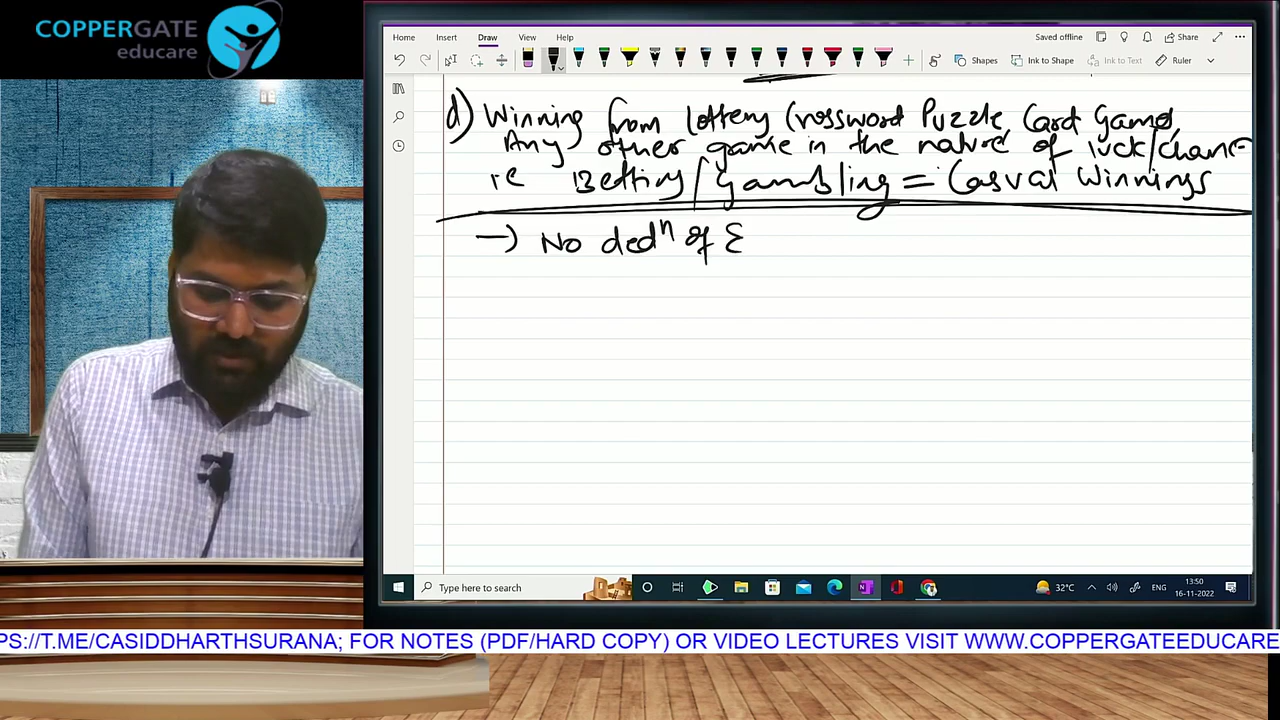 COPPERGATE
educare
Home Insert Draw View Help
Saved offline
Share
Shapes
Ink to Shape
Ink to Text
Ruler
d) Winning from lottery Crossword Puzzle Card Games,
Any other game in the nature of luck/chance
ie Betting/Gambling = Casual Winnings
→ No dedⁿ of E
Type here to search
32°C
ENG
13:50
16-11-2022
PS://T.ME/CASIDDHARTHSURANA; FOR NOTES (PDF/HARD COPY) OR VIDEO LECTURES VISIT WWW.COPPERGATEEDUCARE